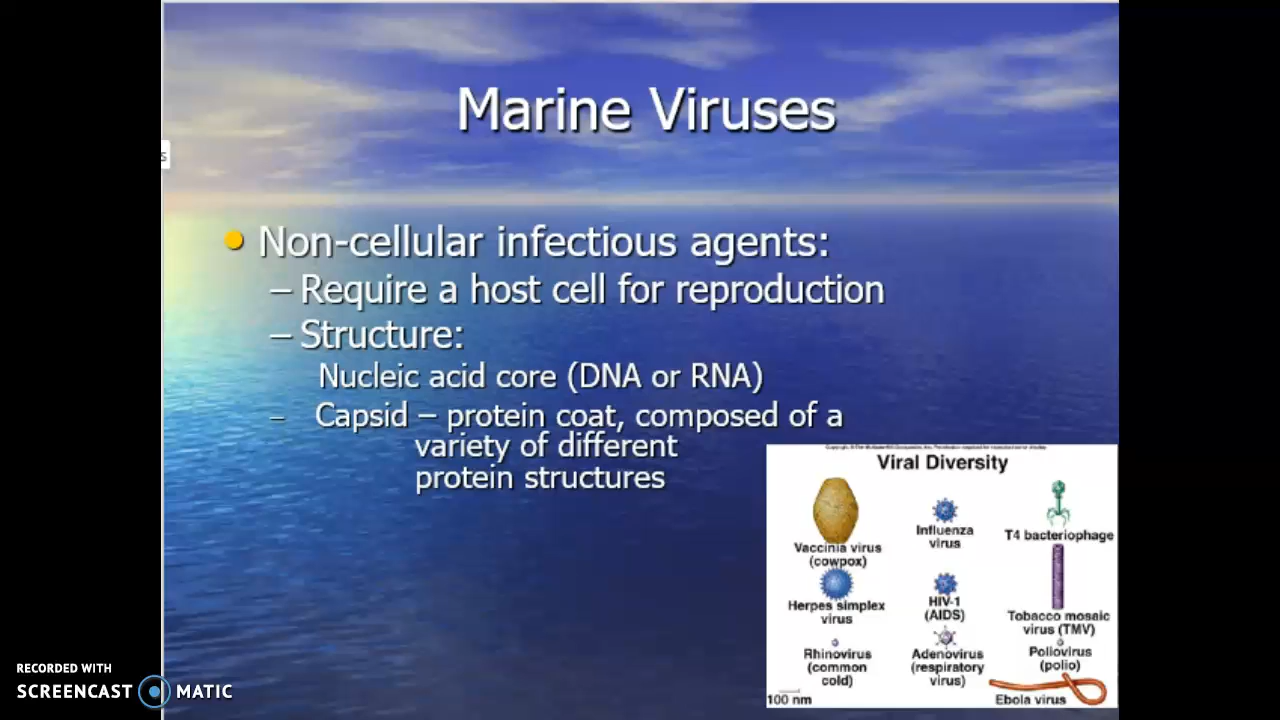 Marine Viruses
s
• Non-cellular infectious agents:
– Require a host cell for reproduction
– Structure:
Nucleic acid core (DNA or RNA)
– Capsid – protein coat, composed of a
variety of different
protein structures
Viral Diversity
Vaccinia virus
(cowpox)
Influenza
virus
T4 bacteriophage
Herpes simplex
virus
HIV-1
(AIDS)
Tobacco mosaic
virus (TMV)
Rhinovirus
(common
cold)
Adenovirus
(respiratory
virus)
Poliovirus
(polio)
100 nm
Ebola virus
RECORDED WITH
SCREENCAST MATIC